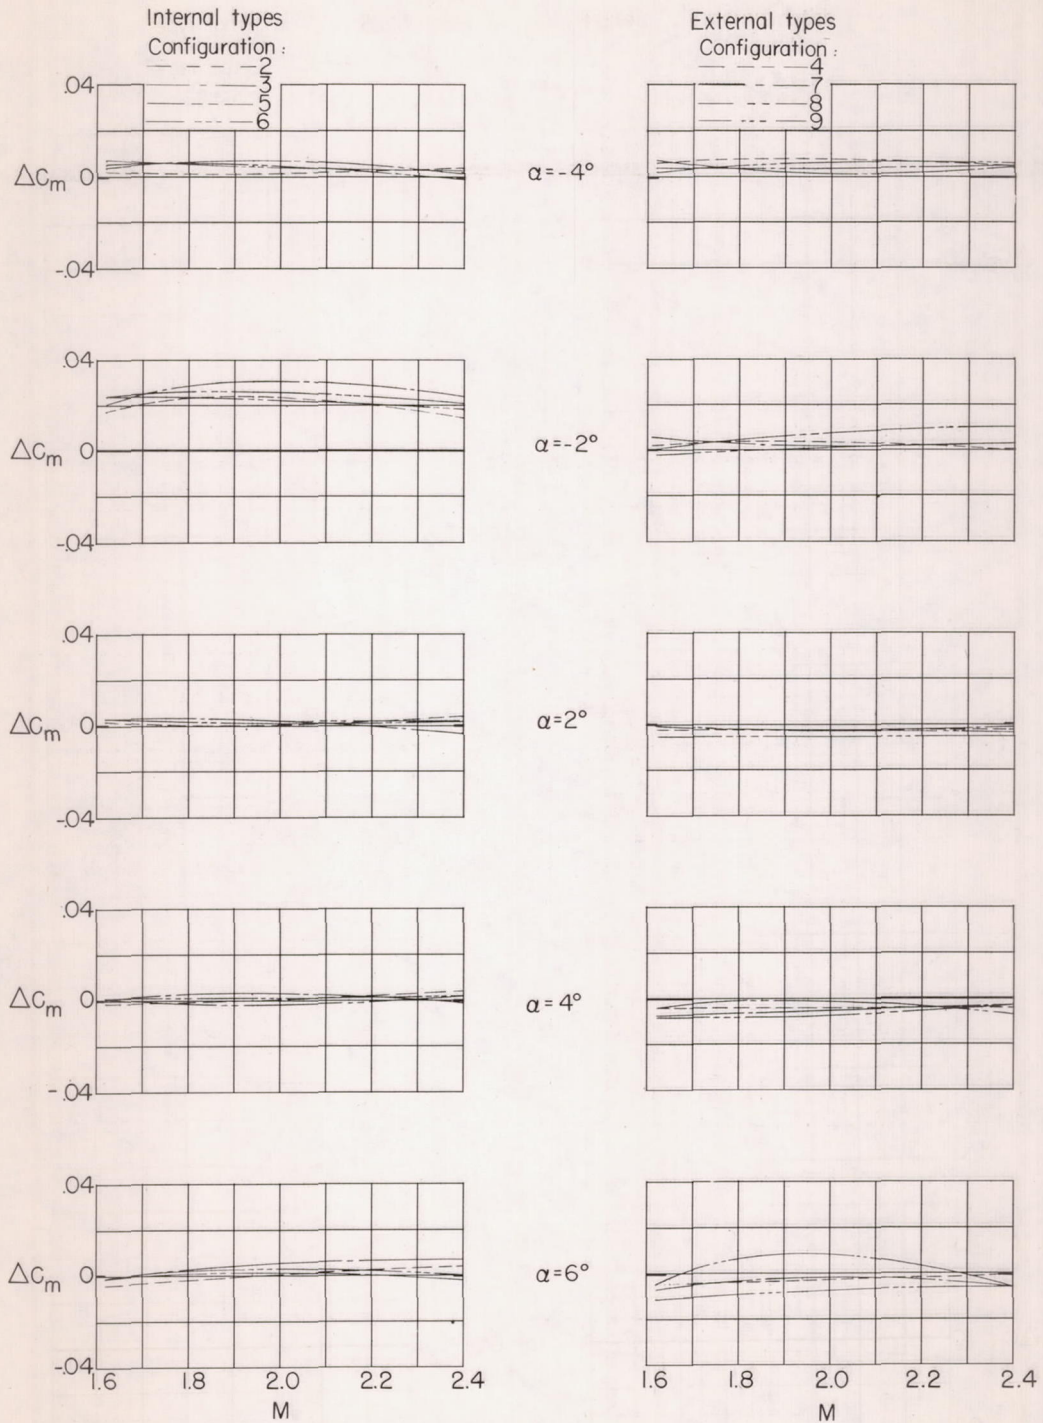 Internal types
Configuration :
2
3
5
6
External types
Configuration :
4
7
8
9
.04
ΔCm 0
-.04
α=-4°
.04
ΔCm 0
-.04
α=-2°
.04
ΔCm 0
-.04
α=2°
.04
ΔCm 0
-.04
α=4°
.04
ΔCm 0
-.04
α=6°
1.6 1.8 2.0 2.2 2.4
M
1.6 1.8 2.0 2.2 2.4
M